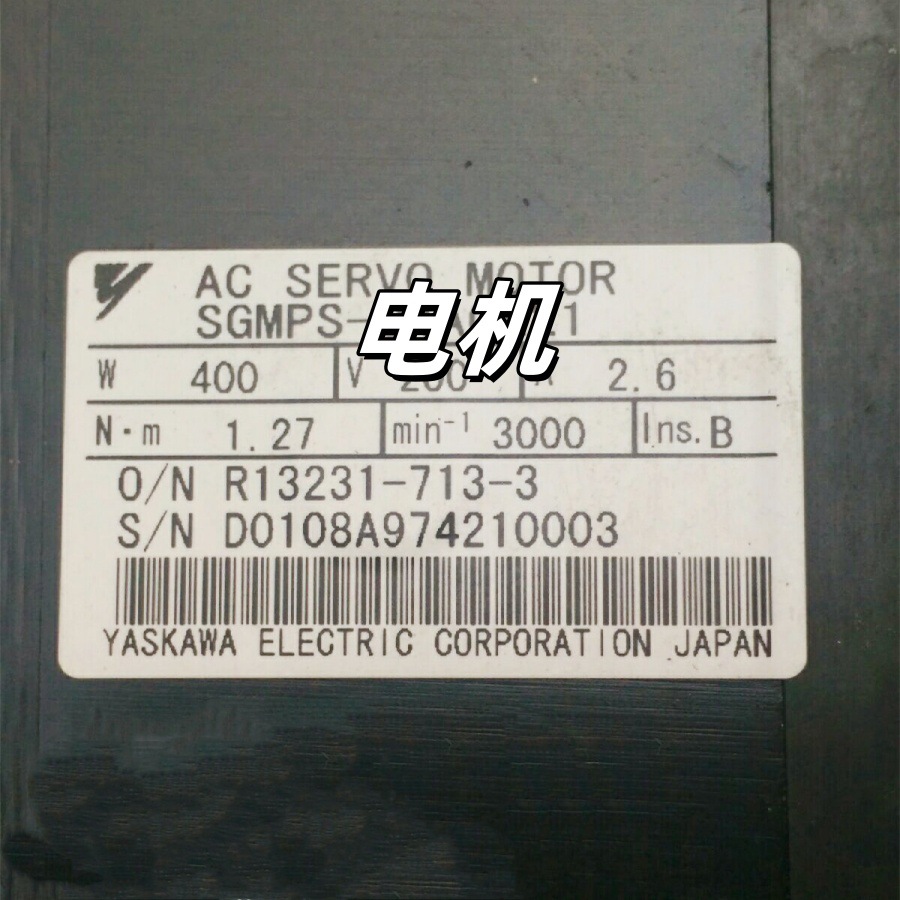 AC SERVO MOTOR
电机
W 400 V 200 A 2.6
N・m 1.27 min⁻¹ 3000 Ins. B
O/N R13231-713-3
S/N D0108A974210003
YASKAWA ELECTRIC CORPORATION JAPAN